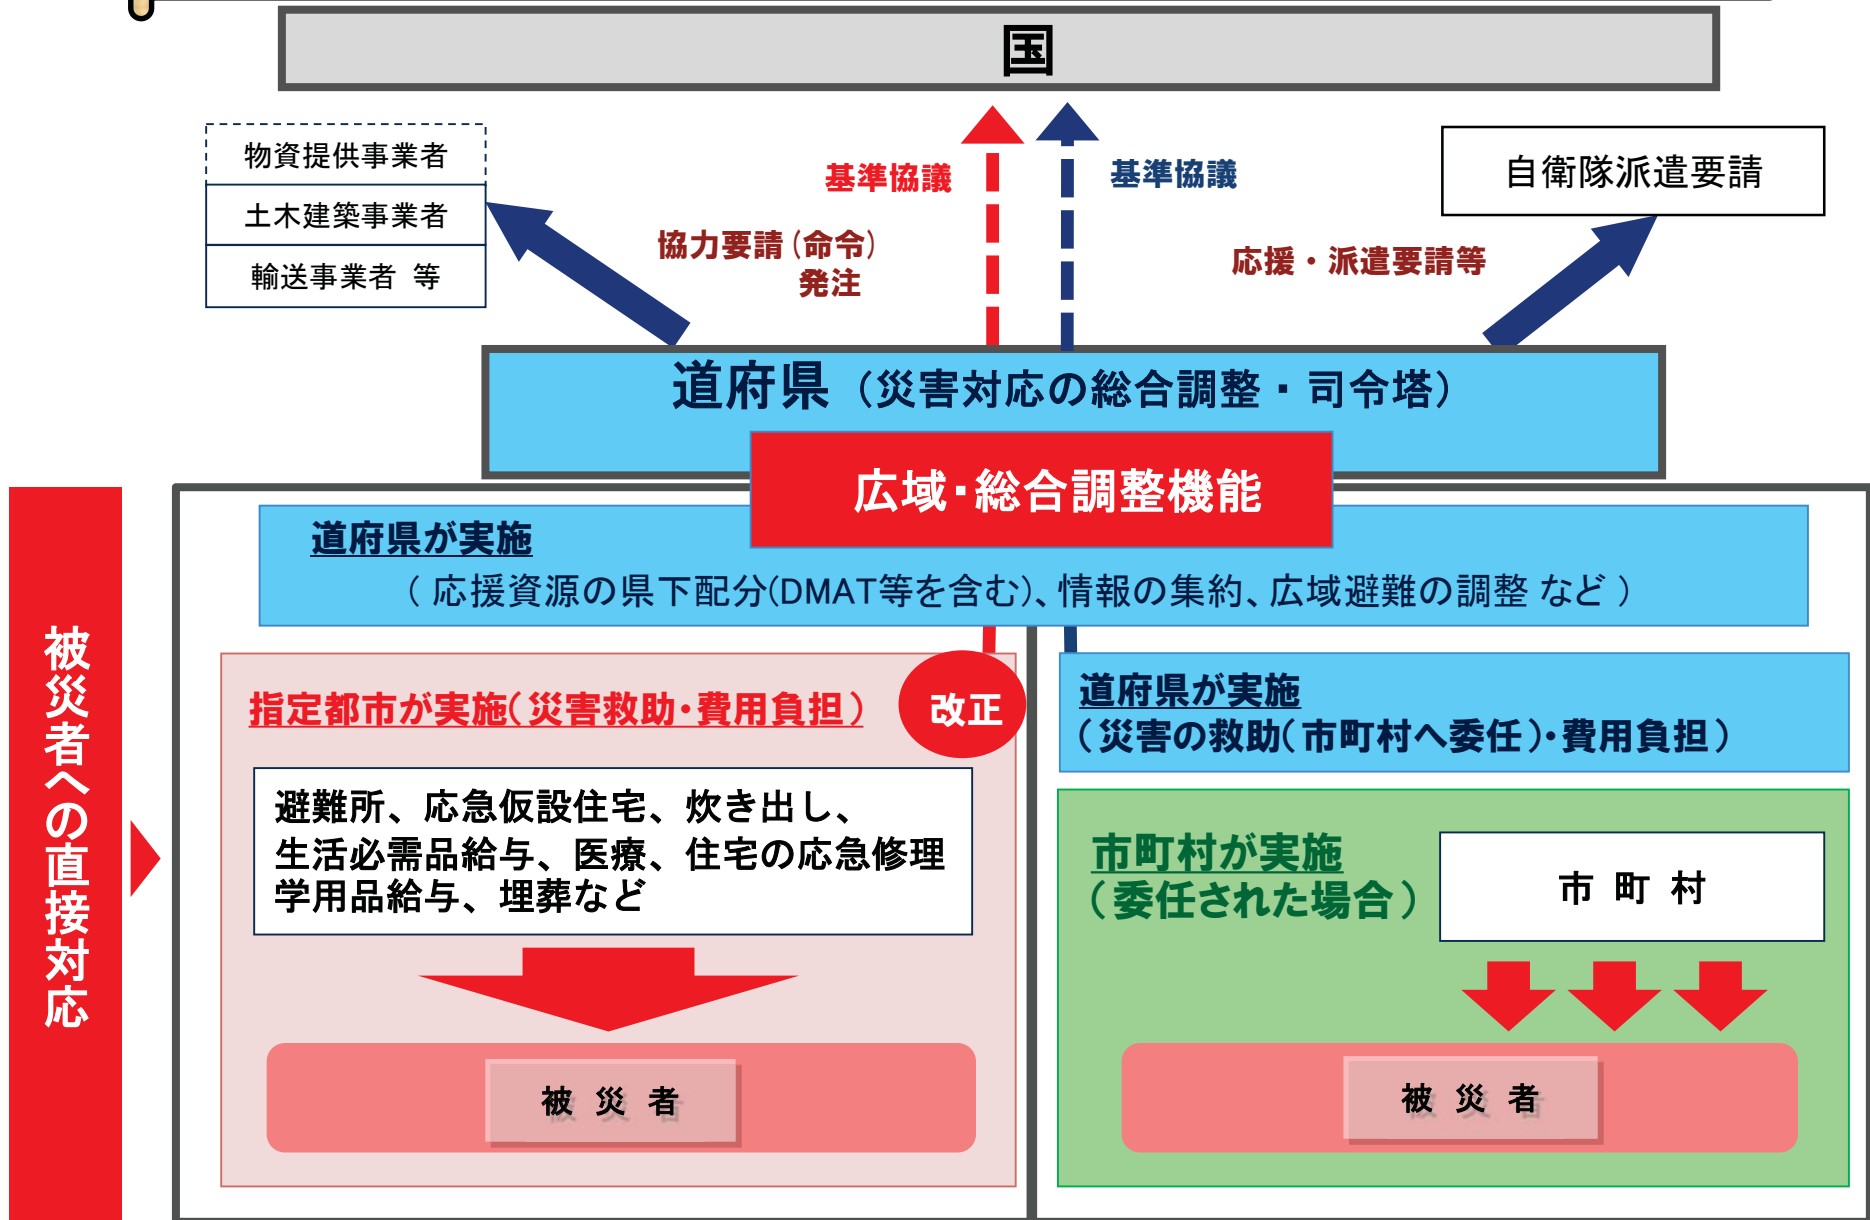 国
物資提供事業者
土木建築事業者
輸送事業者 等
基準協議
基準協議
自衛隊派遣要請
協力要請(命令)
発注
応援・派遣要請等
道府県（災害対応の総合調整・司令塔）
広域・総合調整機能
道府県が実施
（ 応援資源の県下配分(DMAT等を含む)、情報の集約、広域避難の調整 など ）
被災者への直接対応
指定都市が実施（災害救助・費用負担）
改正
避難所、応急仮設住宅、炊き出し、
生活必需品給与、医療、住宅の応急修理
学用品給与、埋葬など
被 災 者
道府県が実施
（災害の救助（市町村へ委任）・費用負担）
市町村が実施
（委任された場合）
市 町 村
被 災 者